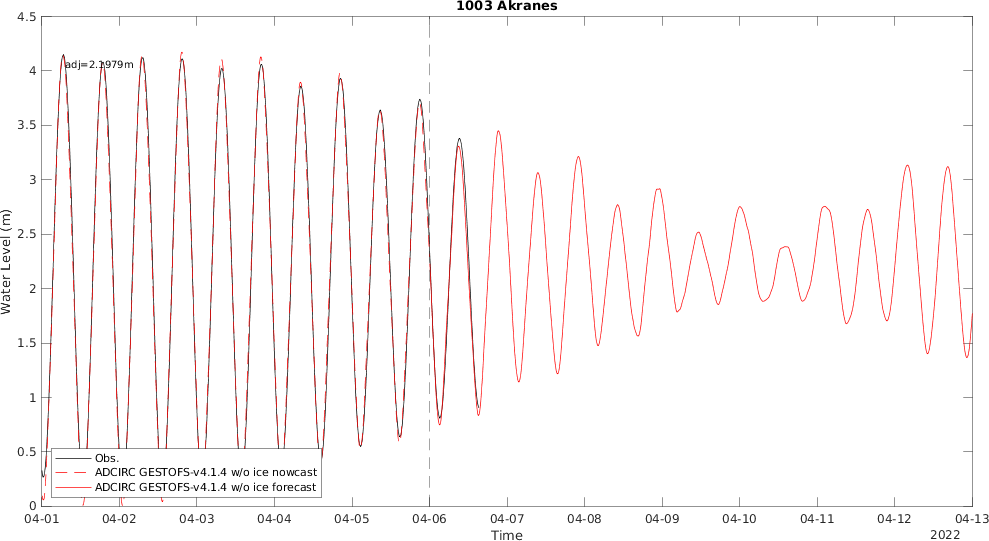 1003 Akranes
4.5
adj=2.1979m
4
3.5
3
2.5
2
1.5
1
0.5
0
Water Level (m)
Obs.
ADCIRC GESTOFS-v4.1.4 w/o ice nowcast
ADCIRC GESTOFS-v4.1.4 w/o ice forecast
04-01 04-02 04-03 04-04 04-05 04-06 04-07 04-08 04-09 04-10 04-11 04-12 04-13
Time
2022